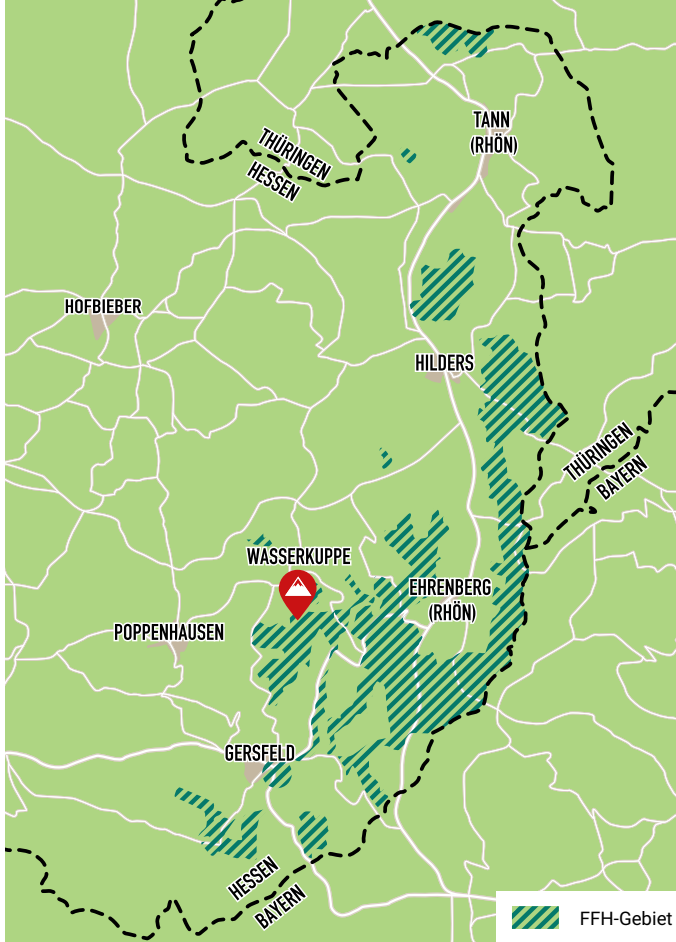 TANN
(RHÖN)
THÜRINGEN
HESSEN
HOFBIEBER
HILDERS
THÜRINGEN
BAYERN
WASSERKUPPE
EHRENBERG
(RHÖN)
POPPENHAUSEN
GERSFELD
HESSEN
BAYERN
FFH-Gebiet